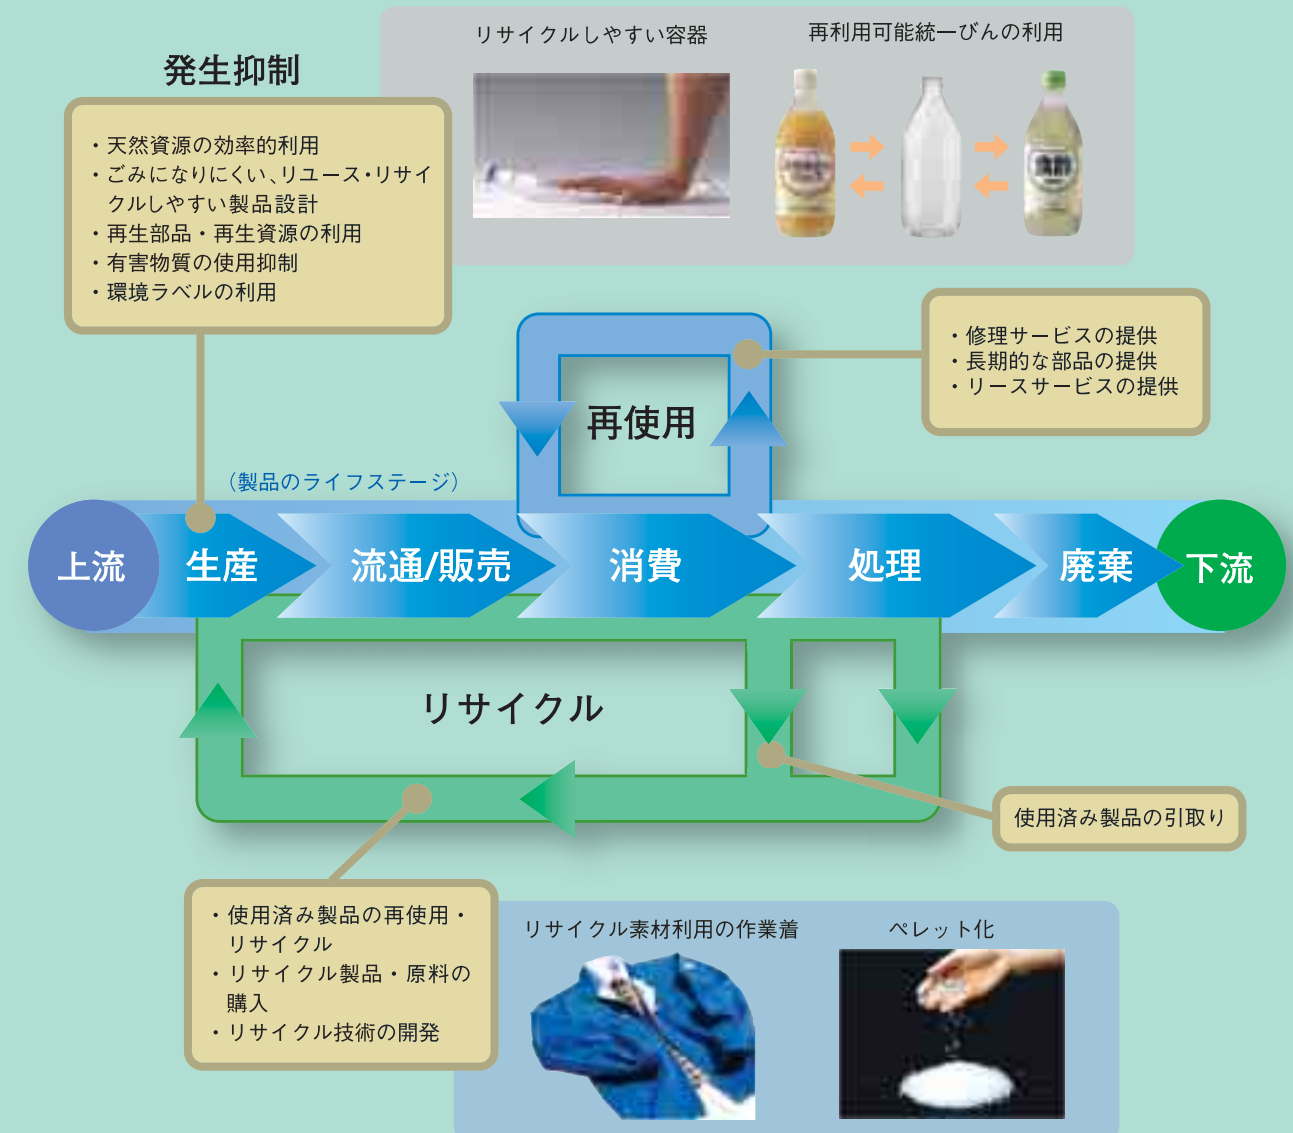 リサイクルしやすい容器
再利用可能統一びんの利用
発生抑制
・天然資源の効率的利用
・ごみになりにくい、リユース・リサイ
クルしやすい製品設計
・再生部品・再生資源の利用
・有害物質の使用抑制
・環境ラベルの利用
・修理サービスの提供
・長期的な部品の提供
・リースサービスの提供
再使用
（製品のライフステージ）
上流
生産
流通/販売
消費
処理
廃棄
下流
リサイクル
使用済み製品の引取り
・使用済み製品の再使用・
リサイクル
・リサイクル製品・原料の
購入
・リサイクル技術の開発
リサイクル素材利用の作業着
ペレット化